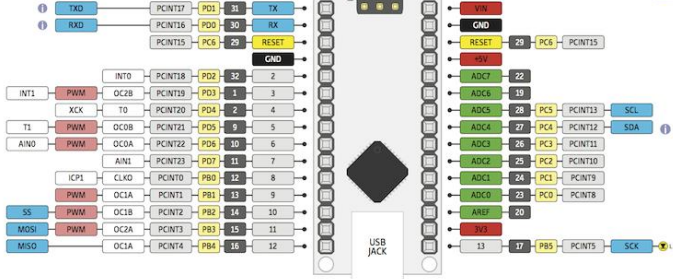 TXD PCINT17 PD1 31 TX VIN
RXD PCINT16 PD0 30 RX GND
PCINT15 PC6 29 RESET RESET 29 PC6 PCINT15
GND +5V
INT0 PCINT18 PD2 32 2 ADC7 22
INT1 PWM OC2B PCINT19 PD3 1 3 ADC6 19
XCK T0 PCINT20 PD4 2 4 ADC5 28 PC5 PCINT13 SCL
T1 PWM OC0B PCINT21 PD5 9 5 ADC4 27 PC4 PCINT12 SDA
AIN0 PWM OC0A PCINT22 PD6 10 6 ADC3 26 PC3 PCINT11
AIN1 PCINT23 PD7 11 7 ADC2 25 PC2 PCINT10
ICP1 CLKO PCINT0 PB0 12 8 ADC1 24 PC1 PCINT9
PWM OC1A PCINT1 PB1 13 9 ADC0 23 PC0 PCINT8
SS PWM OC1B PCINT2 PB2 14 10 AREF 20
MOSI PWM OC2A PCINT3 PB3 15 11 3V3
MISO OC1A PCINT4 PB4 16 12 13 17 PB5 PCINT5 SCK
USB
JACK